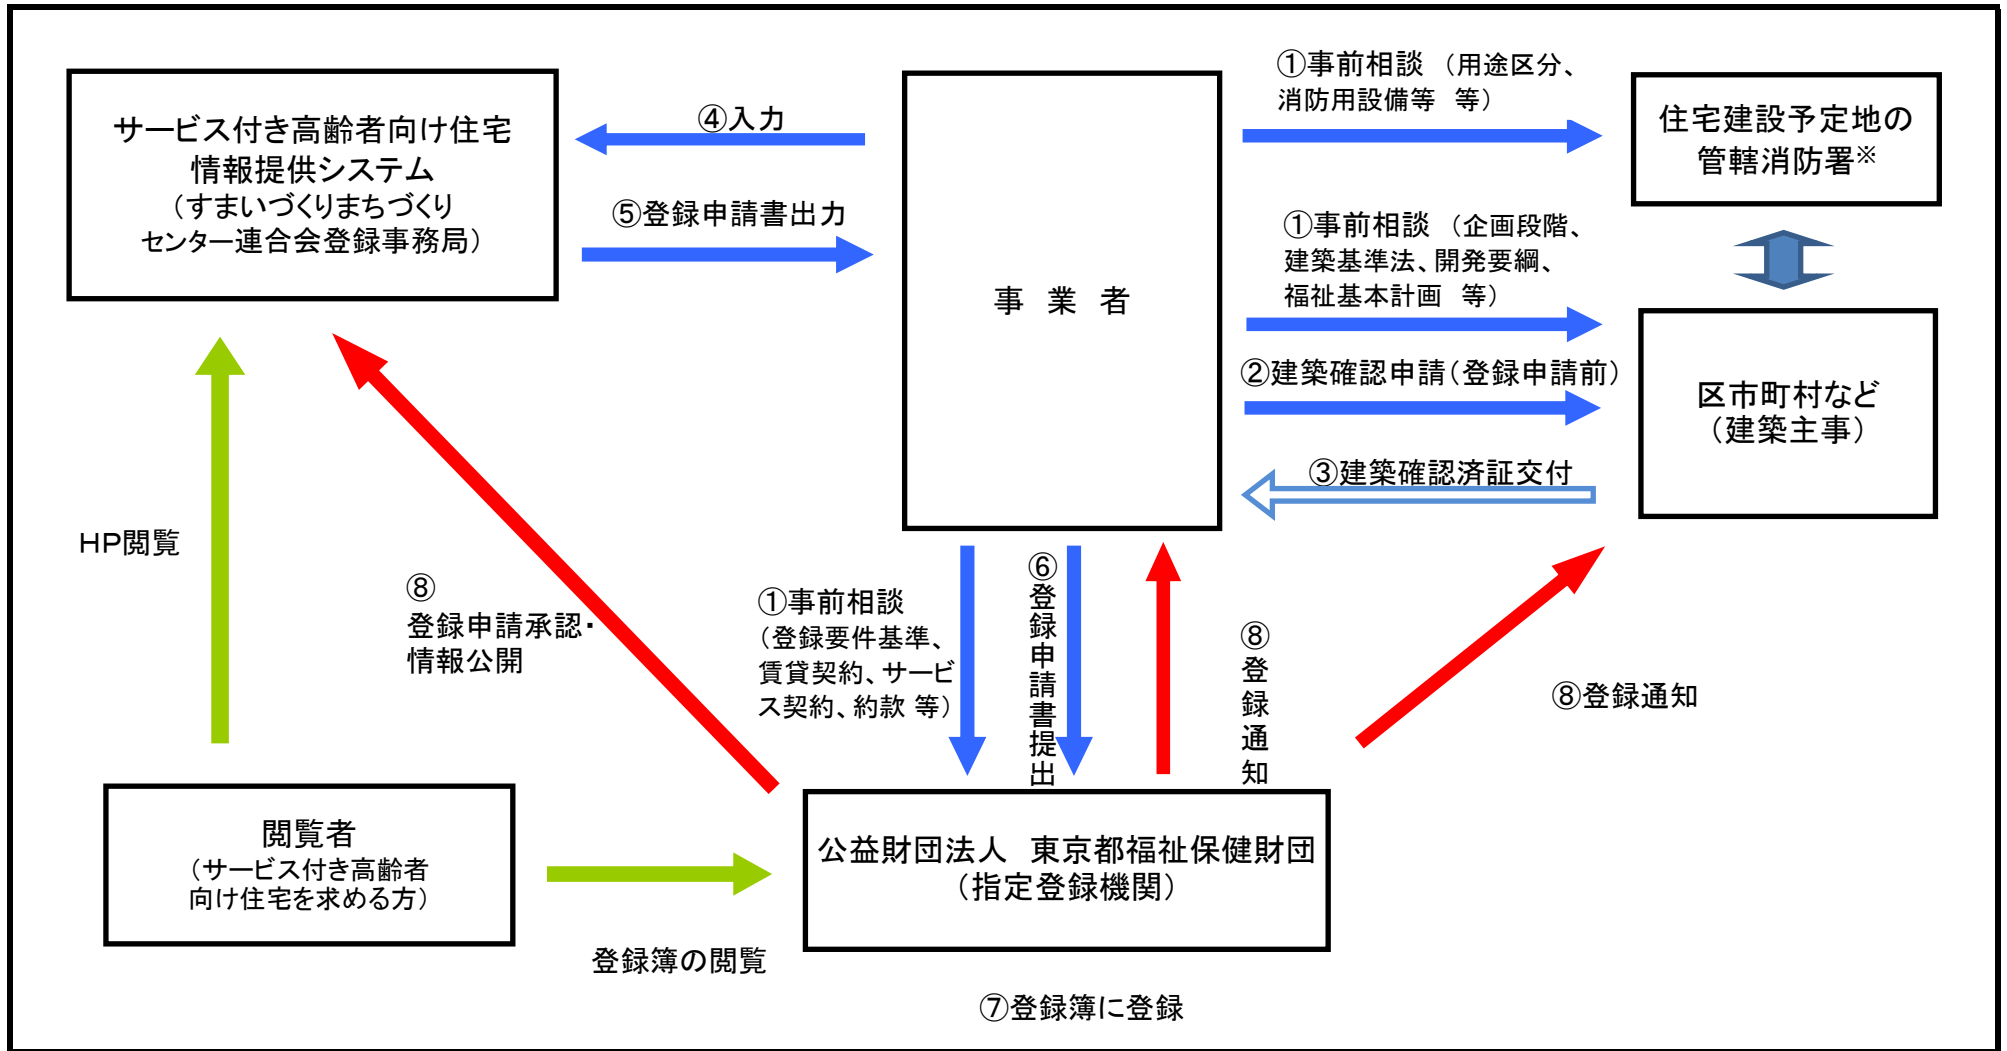 サービス付き高齢者向け住宅
情報提供システム
（すまいづくりまちづくり
センター連合会登録事務局）
④入力
⑤登録申請書出力
事　業　者
①事前相談　（用途区分、
消防用設備等　等）
住宅建設予定地の
管轄消防署※
①事前相談　（企画段階、
建築基準法、開発要綱、
福祉基本計画　等）
②建築確認申請（登録申請前）
③建築確認済証交付
区市町村など
（建築主事）
HP閲覧
⑧
登録申請承認・
情報公開
①事前相談
（登録要件基準、
賃貸契約、サービ
ス契約、約款 等）
⑥登録申請書提出
⑧登録通知
⑧登録通知
閲覧者
（サービス付き高齢者
向け住宅を求める方）
登録簿の閲覧
公益財団法人　東京都福祉保健財団
（指定登録機関）
⑦登録簿に登録